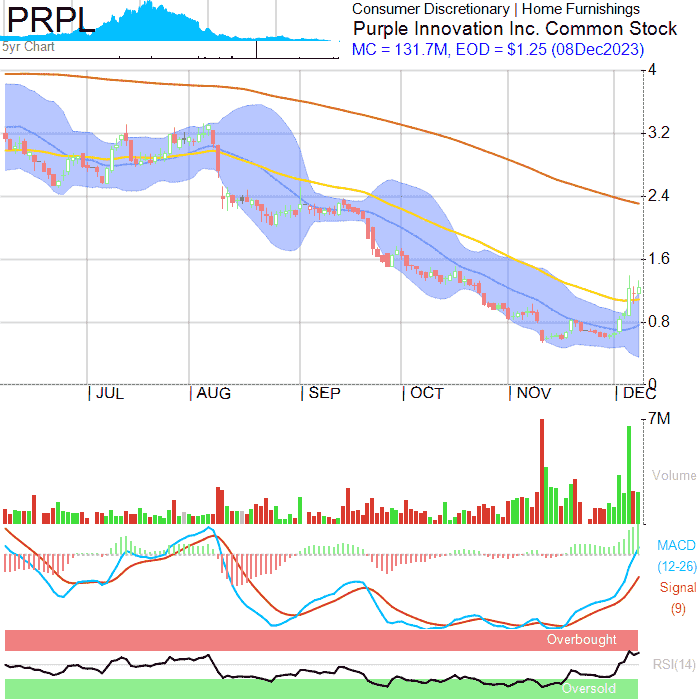 PRPL
5yr Chart
Consumer Discretionary | Home Furnishings
Purple Innovation Inc. Common Stock
MC = 131.7M, EOD = $1.25 (08Dec2023)
4
3.2
2.4
1.6
0.8
0
JUL AUG SEP OCT NOV DEC
7M
Volume
MACD
(12-26)
Signal
(9)
Overbought
RSI(14)
Oversold